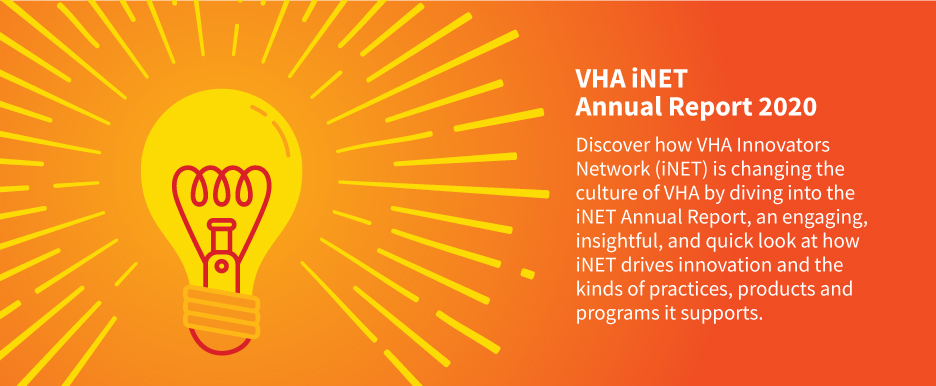 VHA iNET
Annual Report 2020
Discover how VHA Innovators
Network (iNET) is changing the
culture of VHA by diving into the
iNET Annual Report, an engaging,
insightful, and quick look at how
iNET drives innovation and the
kinds of practices, products and
programs it supports.